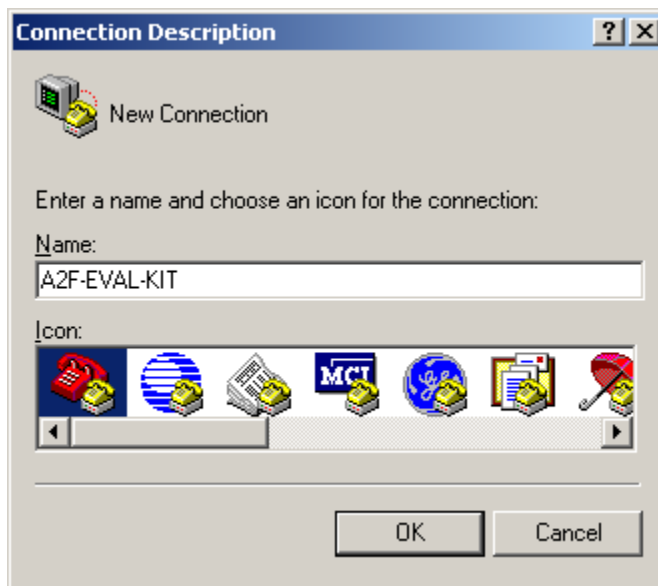 Connection Description
New Connection
Enter a name and choose an icon for the connection:
Name:
A2F-EVAL-KIT
Icon:
MCI
OK Cancel